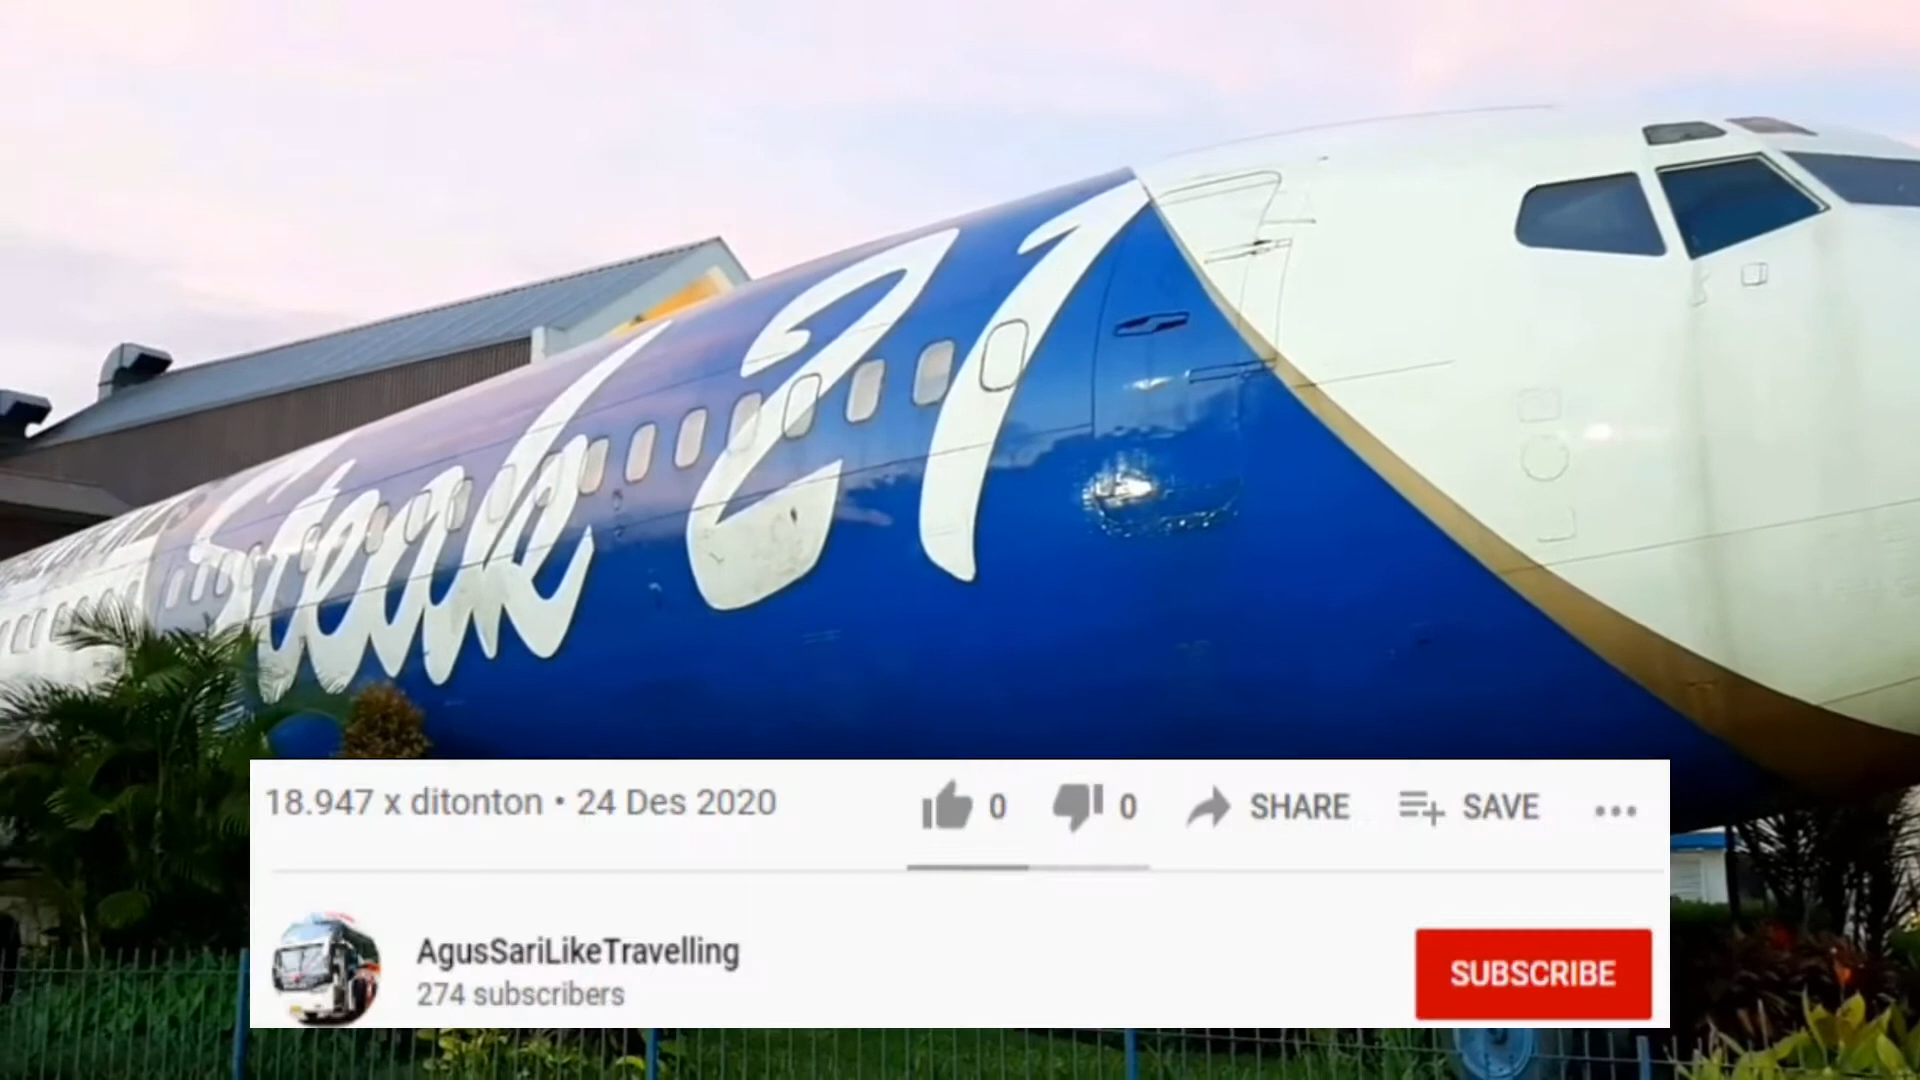 Steak 21
18.947 x ditonton • 24 Des 2020
0
0
SHARE
SAVE
AgusSariLikeTravelling
274 subscribers
SUBSCRIBE